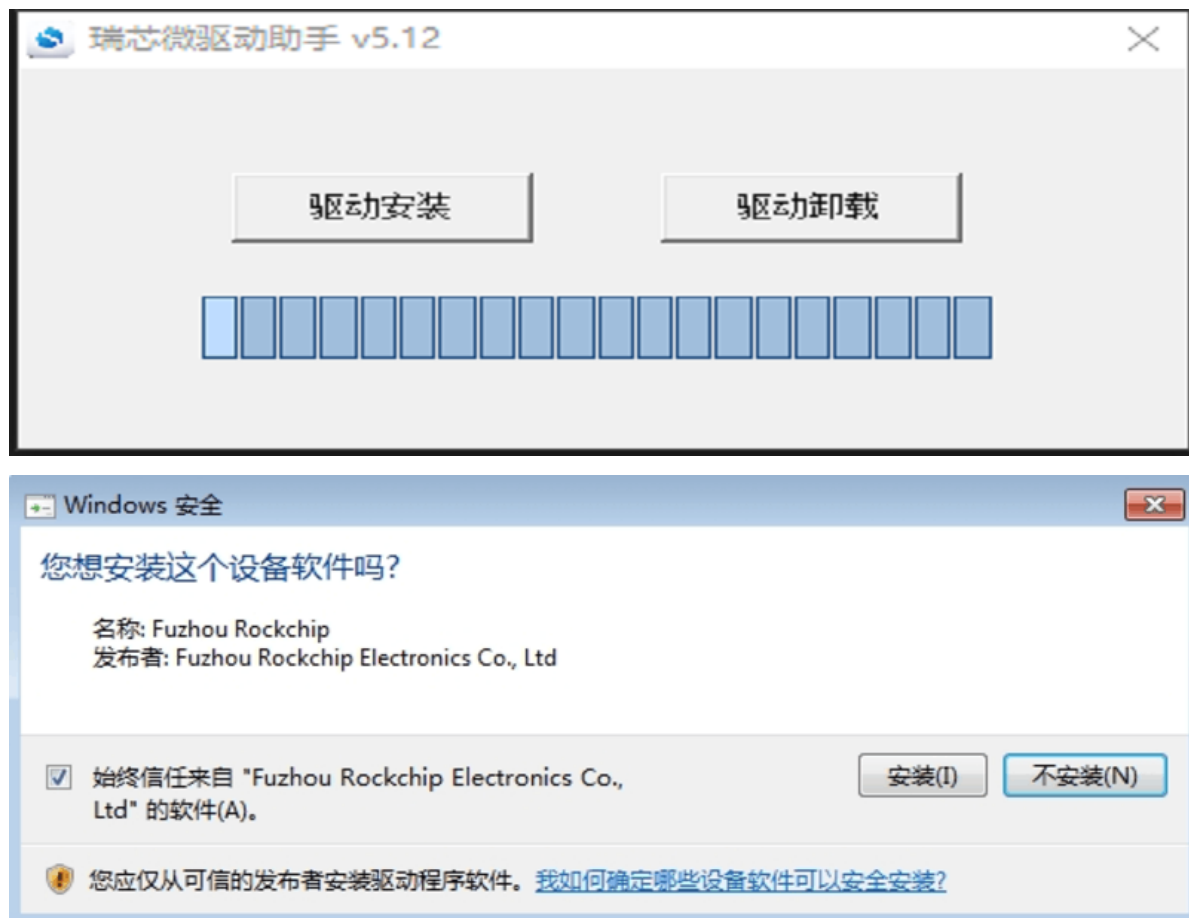 瑞芯微驱动助手 v5.12
驱动安装
驱动卸载
Windows 安全
您想安装这个设备软件吗?
名称: Fuzhou Rockchip
发布者: Fuzhou Rockchip Electronics Co., Ltd
始终信任来自 "Fuzhou Rockchip Electronics Co.,
Ltd" 的软件(A)。
安装(I)
不安装(N)
您应仅从可信的发布者安装驱动程序软件。我如何确定哪些设备软件可以安全安装?